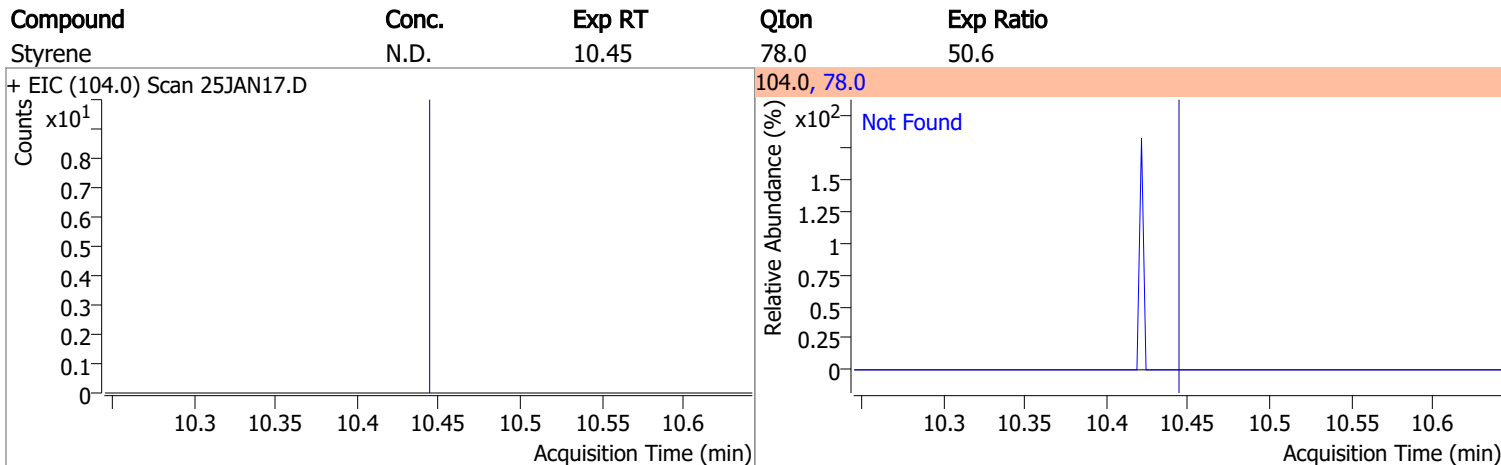 Compound Conc. Exp RT QIon Exp Ratio
Styrene N.D. 10.45 78.0 50.6
+ EIC (104.0) Scan 25JAN17.D
Counts
x10¹
0.8
0.7
0.6
0.5
0.4
0.3
0.2
0.1
0
10.3 10.35 10.4 10.45 10.5 10.55 10.6
Acquisition Time (min)
104.0, 78.0
Relative Abundance (%)
x10²
Not Found
1.5
1.25
1
0.75
0.5
0.25
0
10.3 10.35 10.4 10.45 10.5 10.55 10.6
Acquisition Time (min)